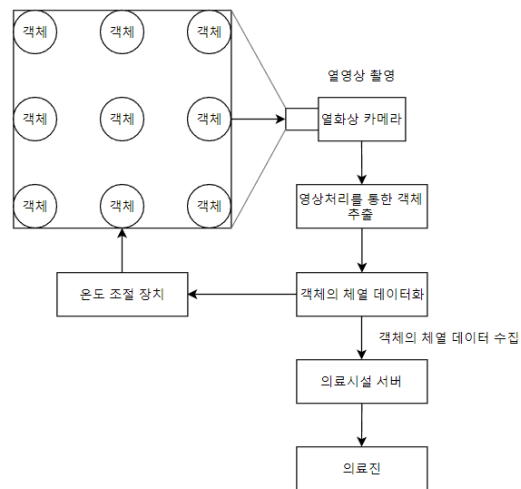 객체 객체 객체
열영상 촬영
객체 객체 객체
열화상 카메라
영상처리를 통한 객체
추출
객체 객체 객체
온도 조절 장치
객체의 체열 데이터화
객체의 체열 데이터 수집
의료시설 서버
의료진